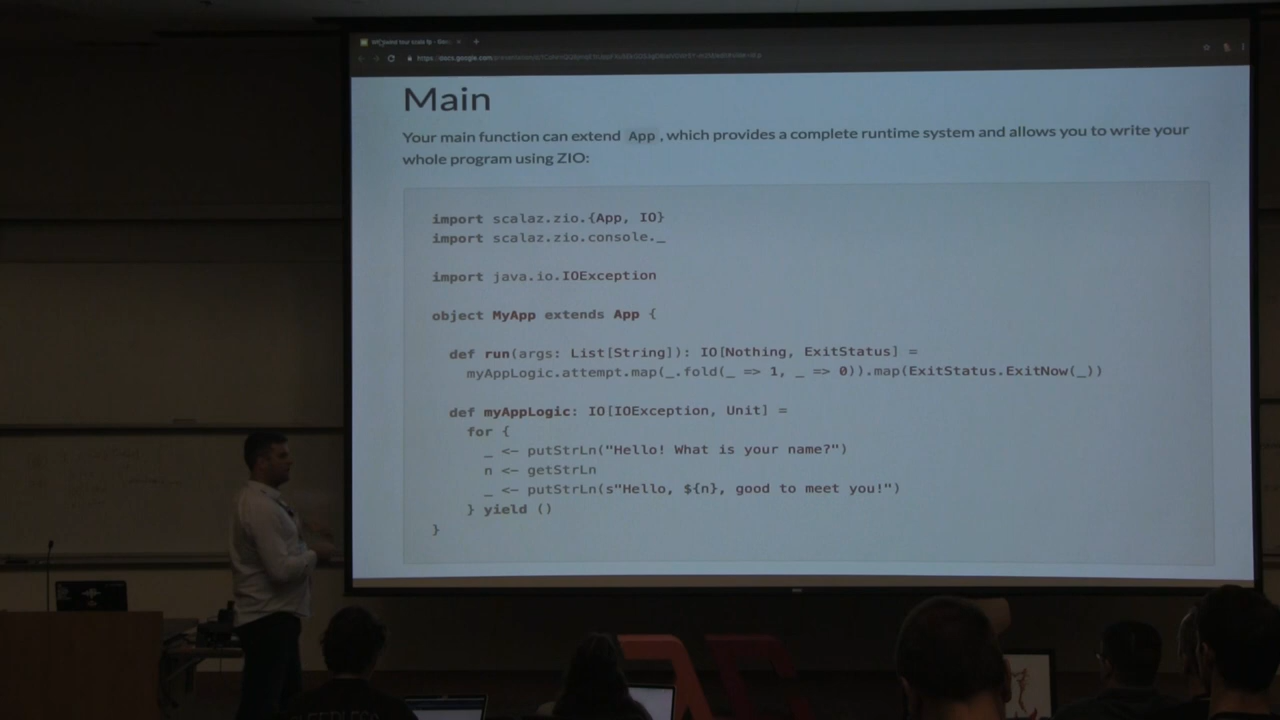 https://docs.google.com
Main
Your main function can extend App , which provides a complete runtime system and allows you to write your
whole program using ZIO:
import scalaz.zio.{App, IO}
import scalaz.zio.console._
import java.io.IOException
object MyApp extends App {
def run(args: List[String]): IO[Nothing, ExitStatus] =
myAppLogic.attempt.map(_.fold(_ => 1, _ => 0)).map(ExitStatus.ExitNow(_))
def myAppLogic: IO[IOException, Unit] =
for {
_ <- putStrLn("Hello! What is your name?")
n <- getStrLn
_ <- putStrLn(s"Hello, ${n}, good to meet you!")
} yield ()
}